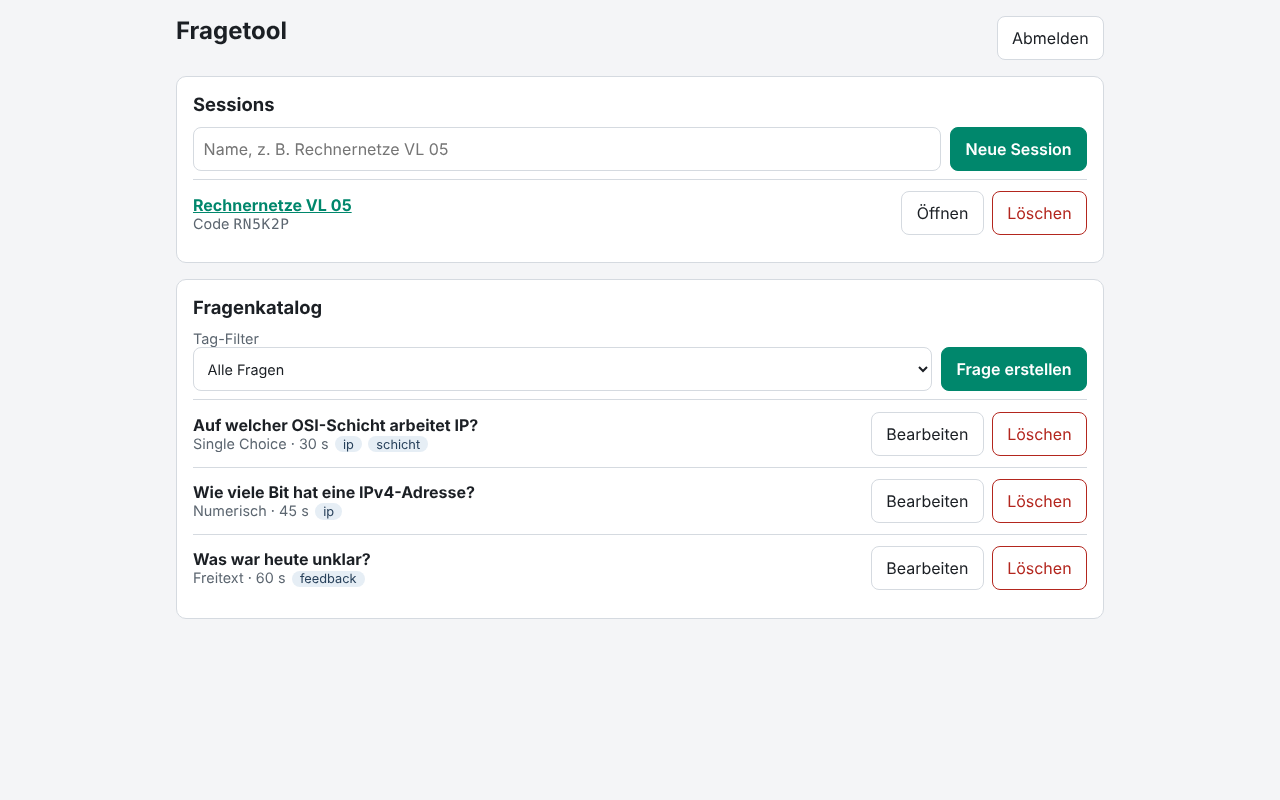 Fragetool
Abmelden
Sessions
Name, z. B. Rechnernetze VL 05
Neue Session
Rechnernetze VL 05
Code RN5K2P
Öffnen
Löschen
Fragenkatalog
Tag-Filter
Alle Fragen
Frage erstellen
Auf welcher OSI-Schicht arbeitet IP?
Single Choice · 30 s ip schicht
Bearbeiten
Löschen
Wie viele Bit hat eine IPv4-Adresse?
Numerisch · 45 s ip
Bearbeiten
Löschen
Was war heute unklar?
Freitext · 60 s feedback
Bearbeiten
Löschen